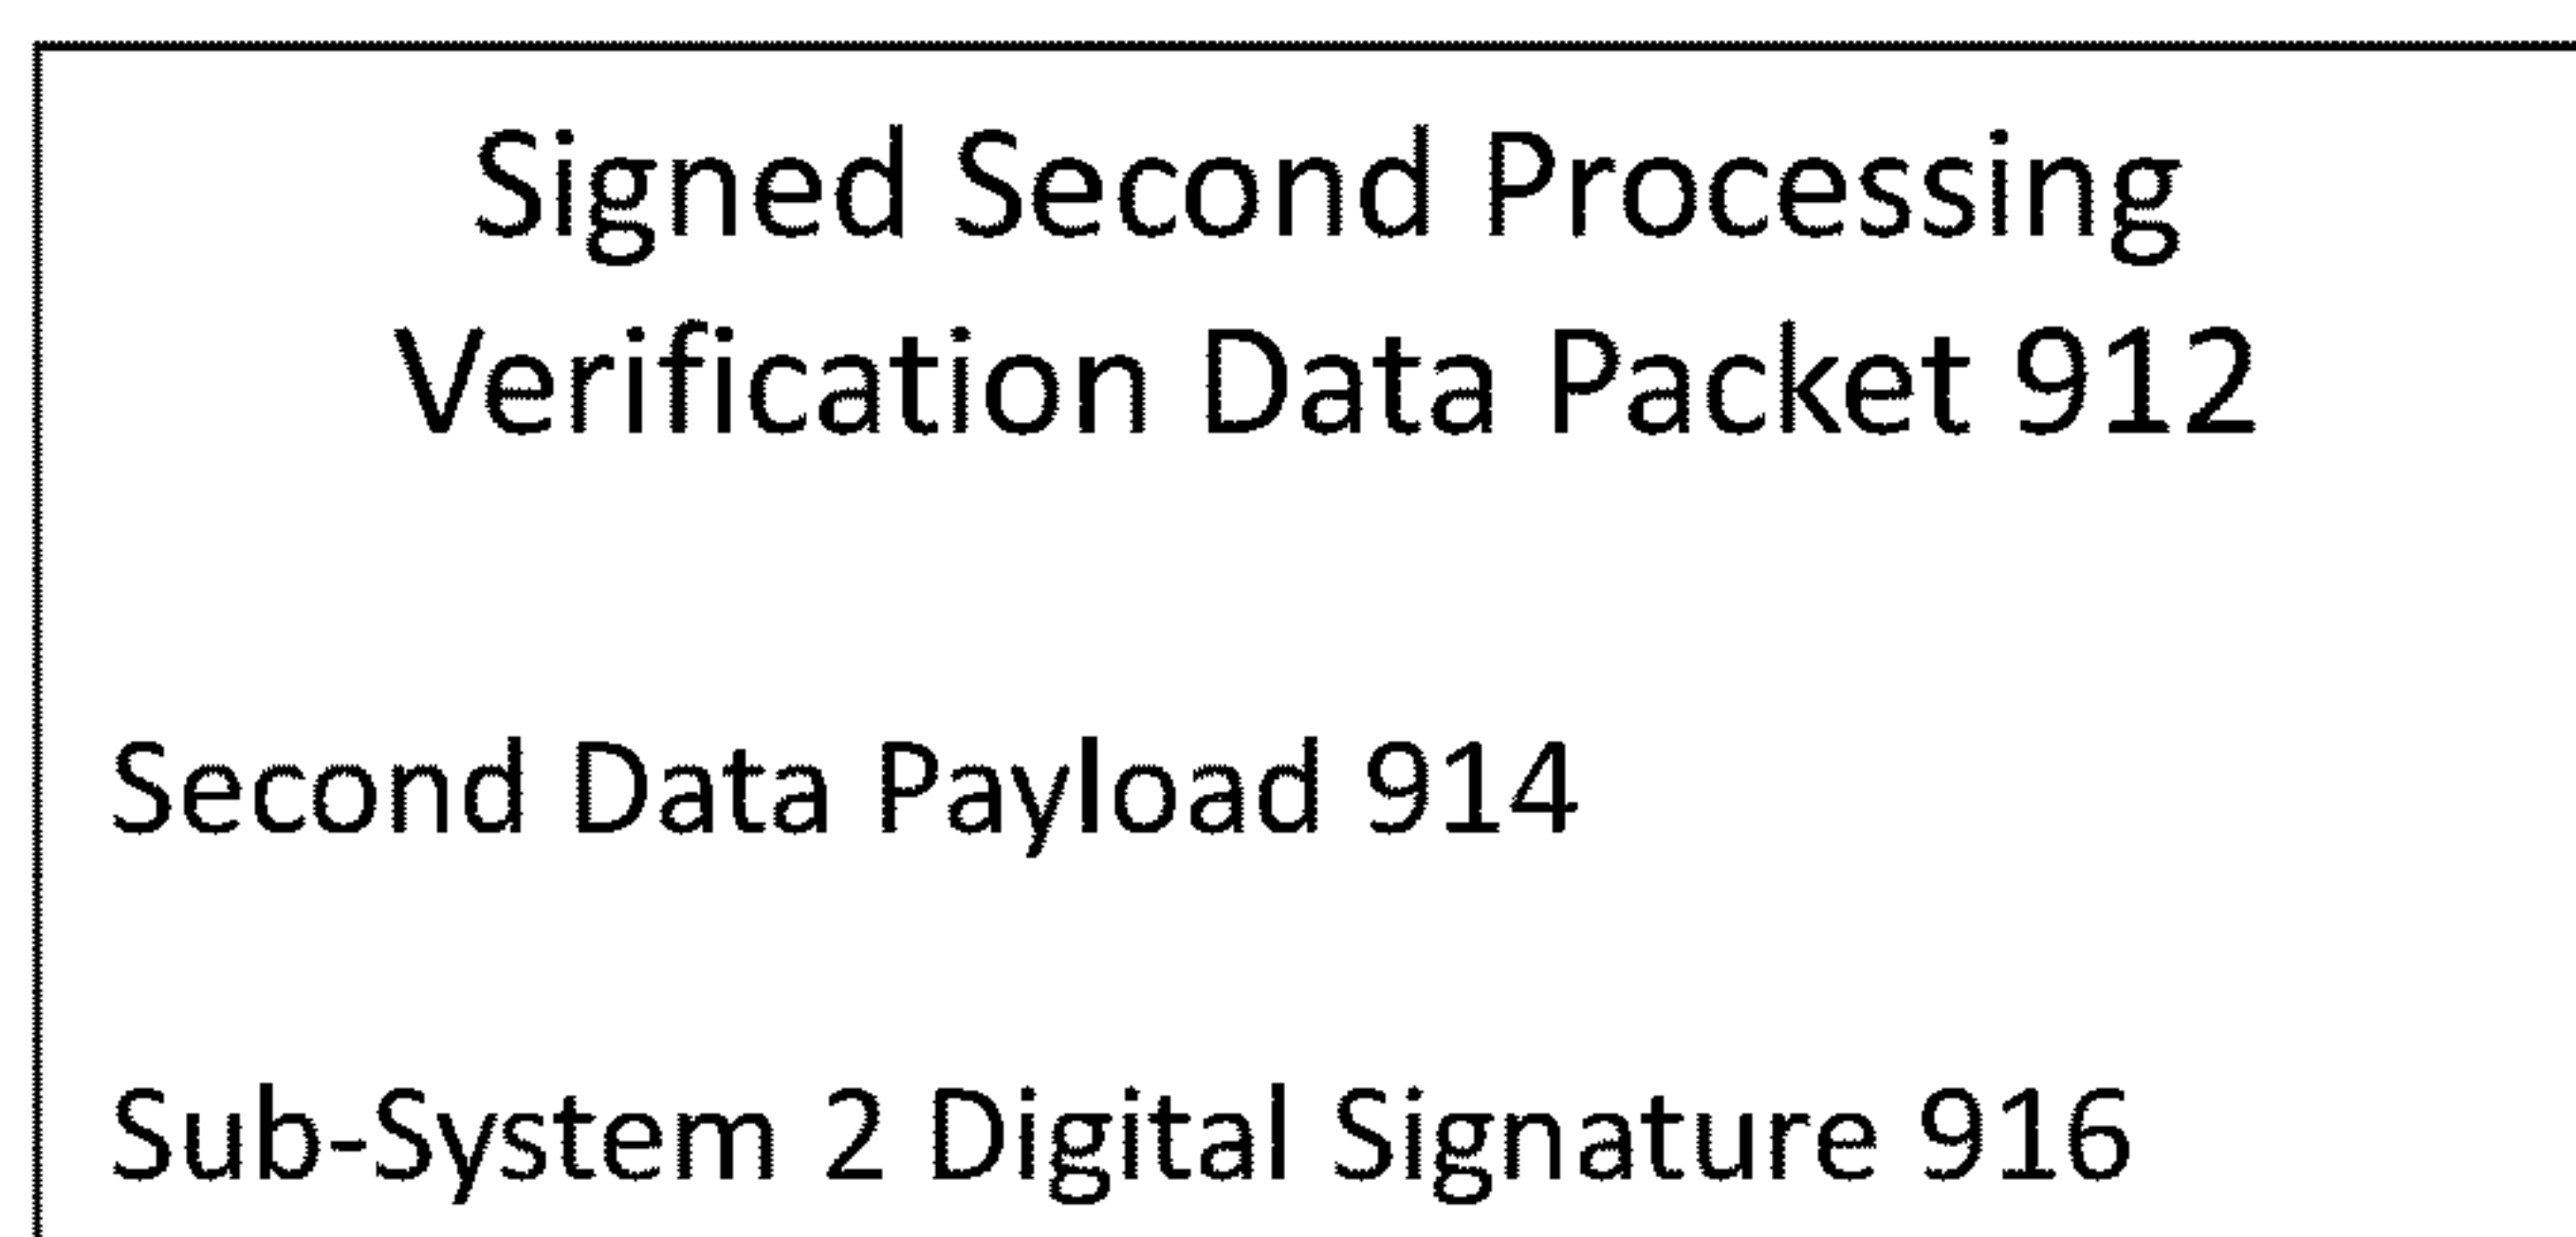 Signed Second Processing
Verification Data Packet 912
Second Data Payload 914
Sub-System 2 Digital Signature 916